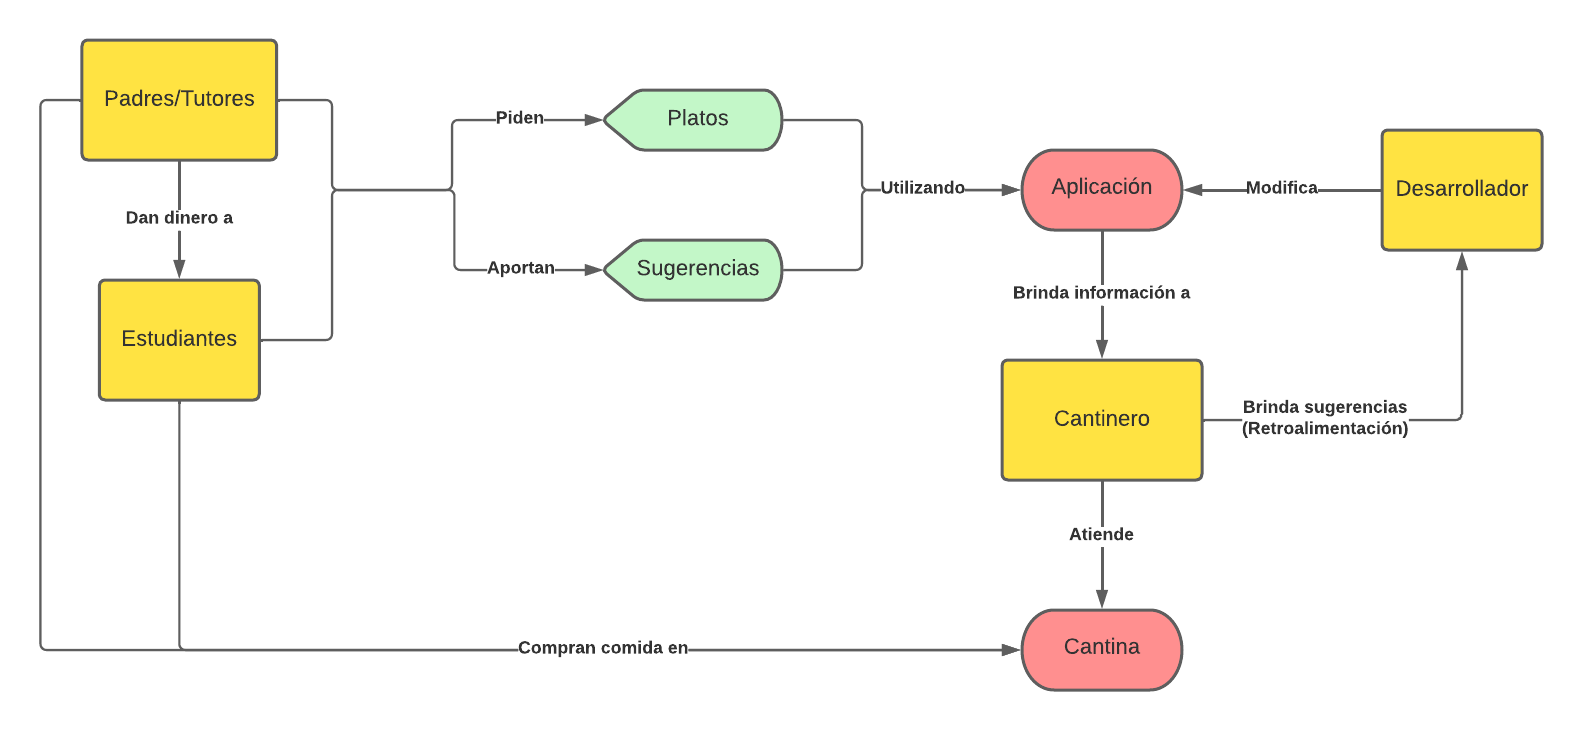 Padres/Tutores
Piden
Platos
Dan dinero a
Utilizando
Aplicación
Modifica
Desarrollador
Aportan
Sugerencias
Estudiantes
Brinda información a
Cantinero
Brinda sugerencias
(Retroalimentación)
Atiende
Compran comida en
Cantina